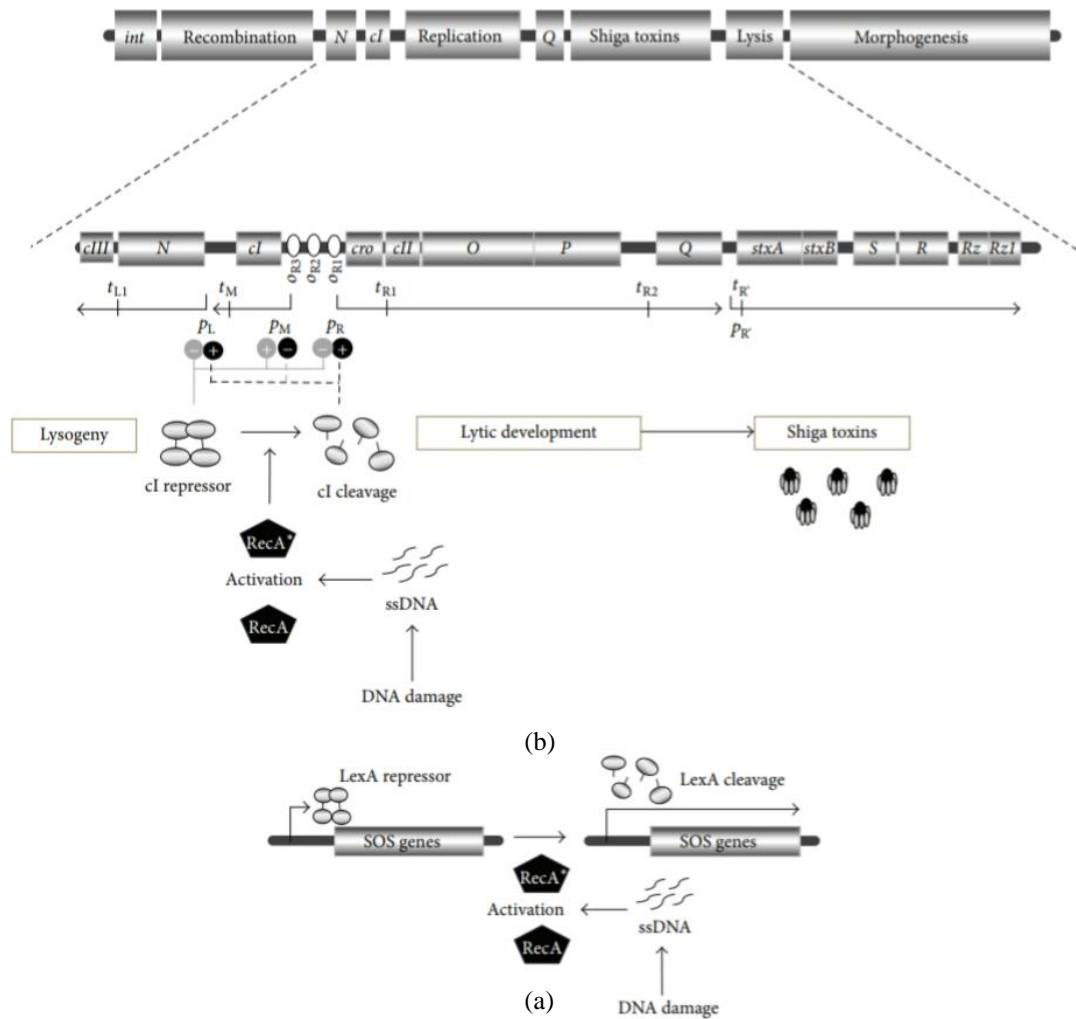 int Recombination N cI Replication Q Shiga toxins Lysis Morphogenesis
cIII N cI cro cII O P Q stxA stxB S R Rz Rz1
oR3 oR2 oR1
tL1 tM tR1 tR2 tR'
pL pM pR pR'
− + + − − +
Lysogeny
cI repressor
cI cleavage
Lytic development
Shiga toxins
RecA*
Activation
RecA
ssDNA
DNA damage
(b)
LexA repressor
LexA cleavage
SOS genes
SOS genes
RecA*
Activation
RecA
ssDNA
DNA damage
(a)